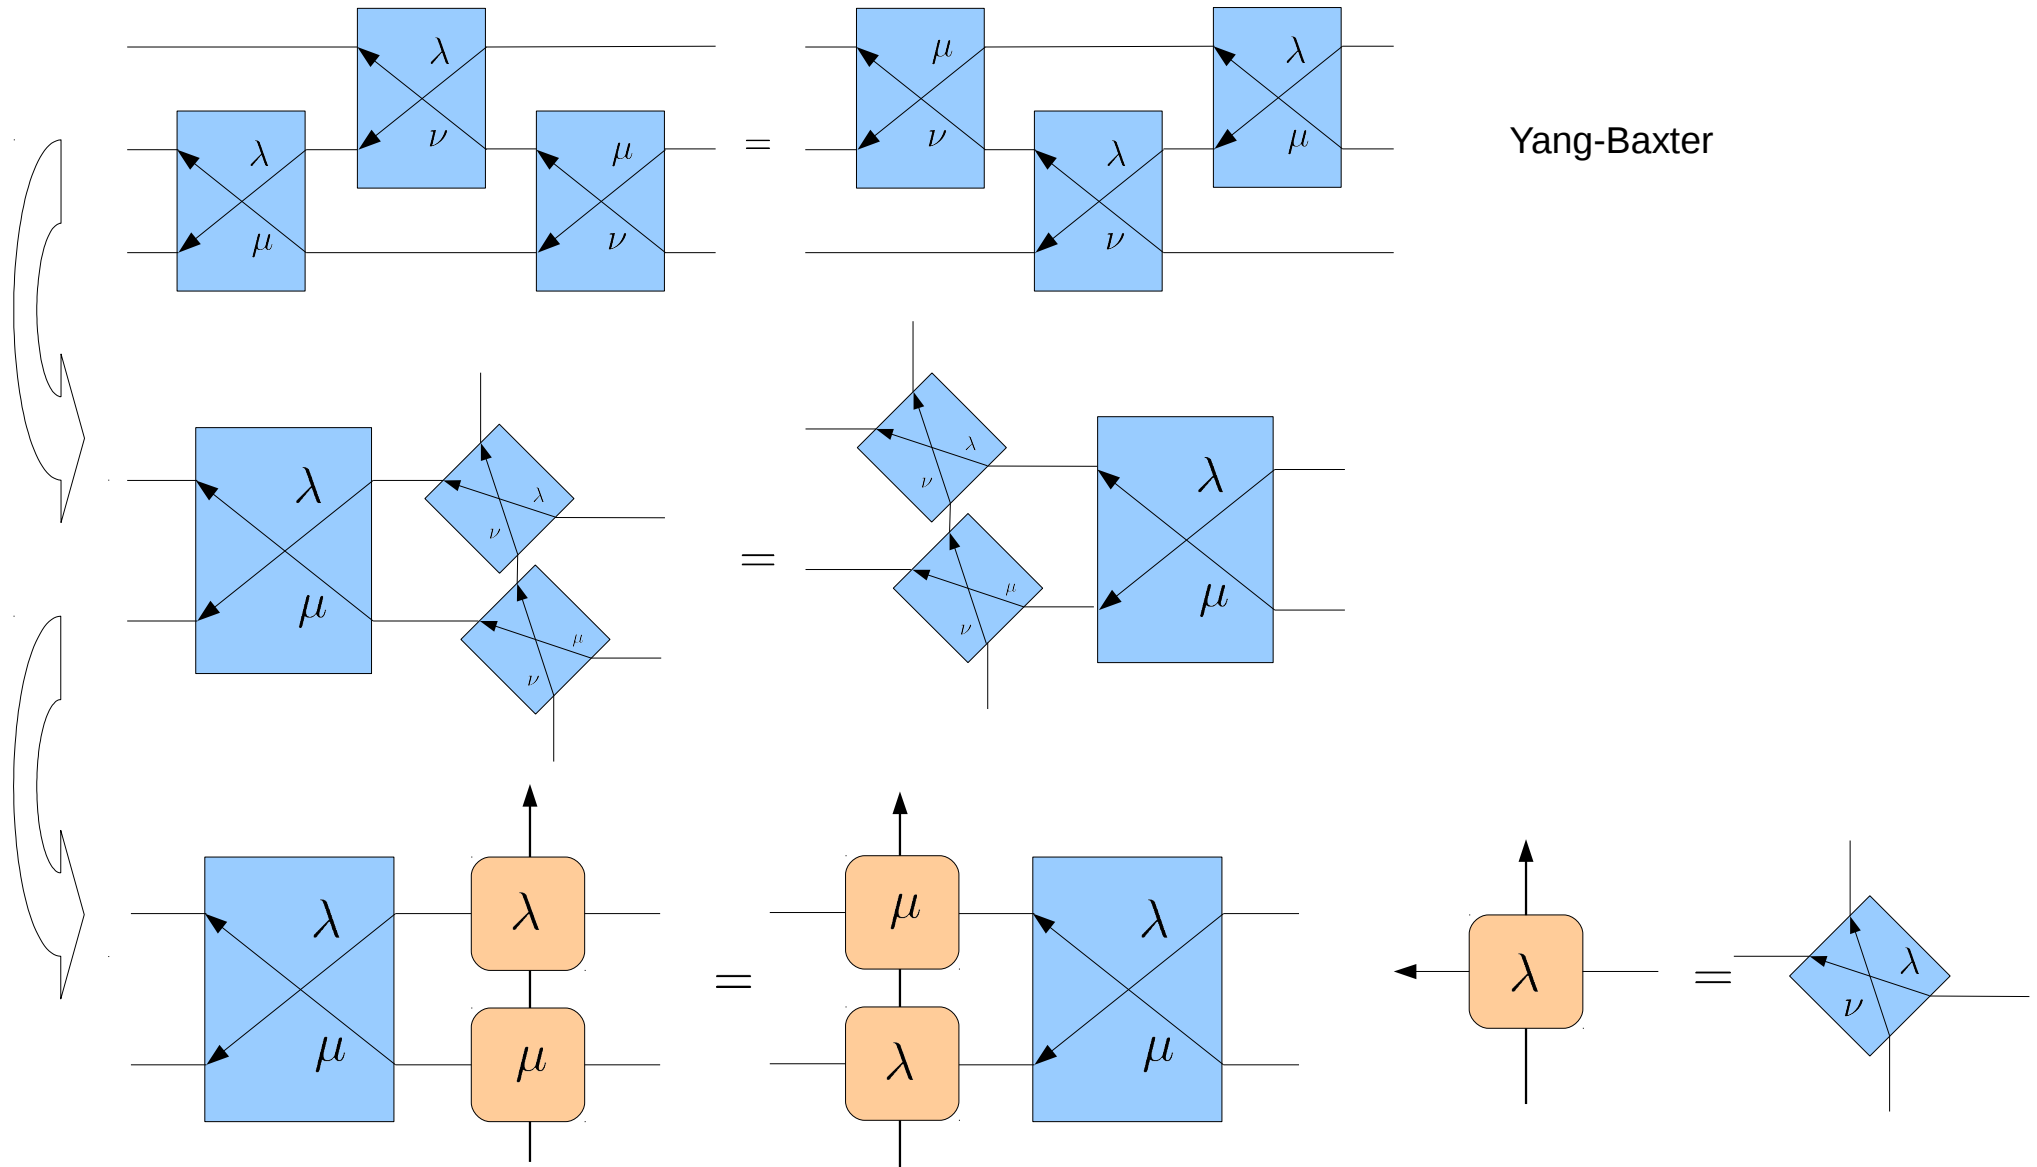 λ μ λ
ν = ν μ Yang-Baxter
λ μ λ
μ ν ν
λ λ
λ ν λ
ν μ = μ μ
μ ν
ν
λ λ μ λ λ λ
= = ν
μ μ λ μ